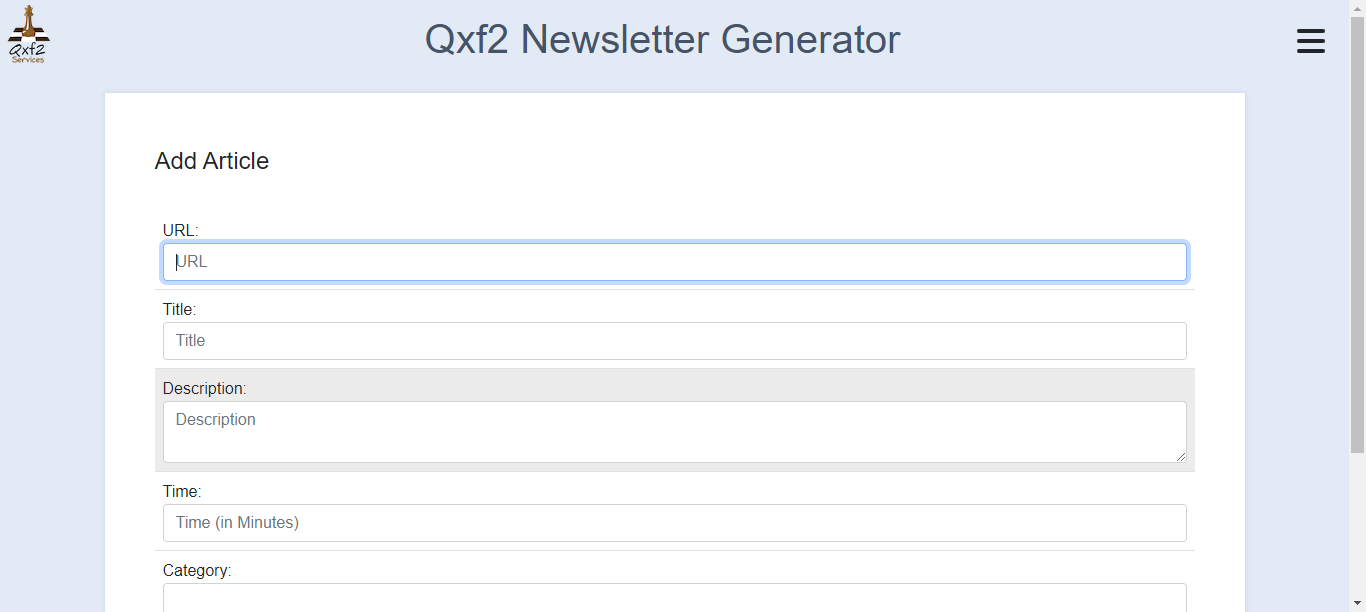 Qxf2
Services
Qxf2 Newsletter Generator
Add Article
URL:
URL
Title:
Title
Description:
Description
Time:
Time (in Minutes)
Category: